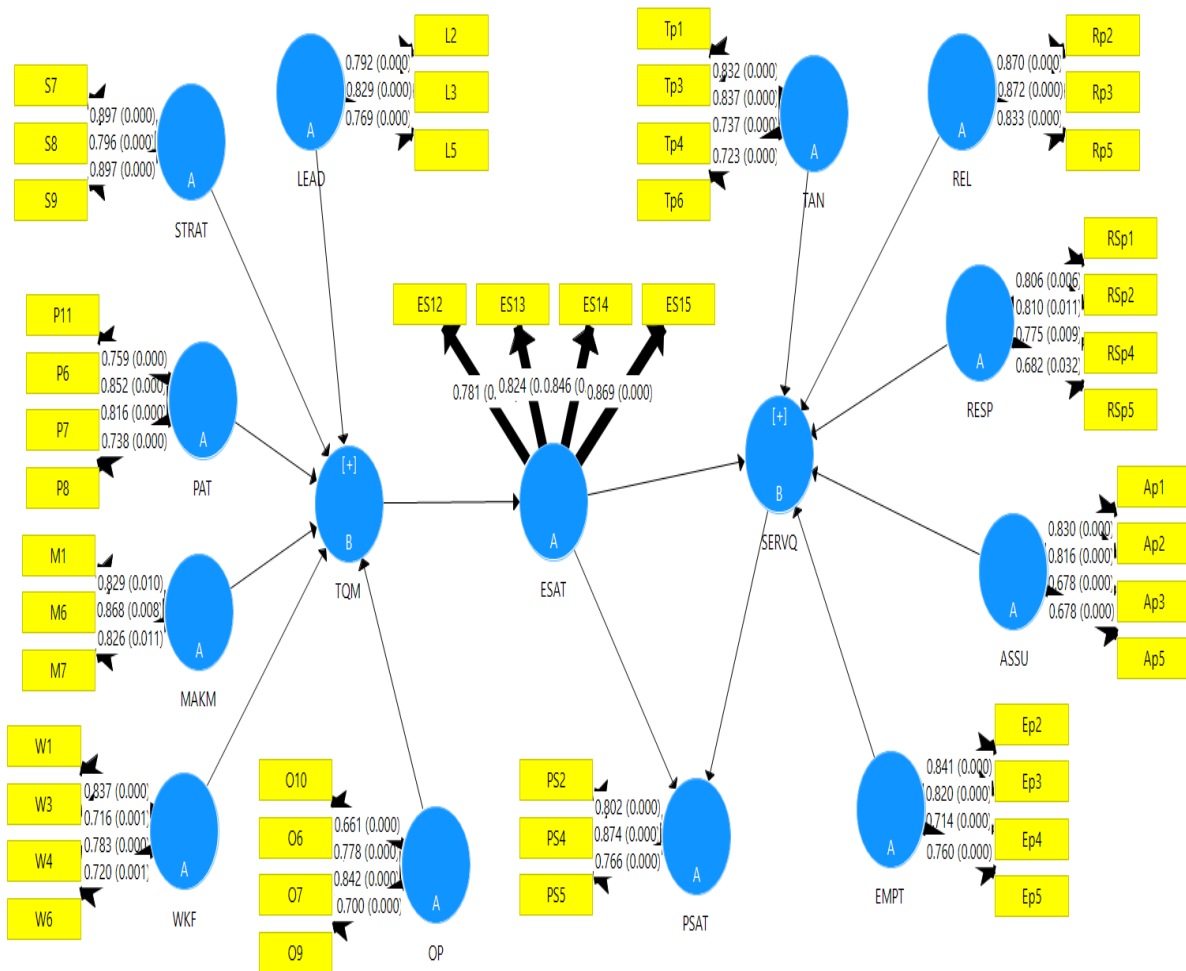 S7
S8
S9
0.897 (0.000)
0.796 (0.000)
0.897 (0.000)
A
STRAT
A
LEAD
0.792 (0.000)
0.829 (0.000)
0.769 (0.000)
L2
L3
L5
Tp1
Tp3
Tp4
Tp6
0.832 (0.000)
0.837 (0.000)
0.737 (0.000)
0.723 (0.000)
A
TAN
A
REL
0.870 (0.000)
0.872 (0.000)
0.833 (0.000)
Rp2
Rp3
Rp5
P11
P6
P7
P8
0.759 (0.000)
0.852 (0.000)
0.816 (0.000)
0.738 (0.000)
A
PAT
ES12
ES13
ES14
ES15
0.781 (0.
0.824 (0.
0.846 (0.
0.869 (0.000)
A
RESP
0.806 (0.006)
0.810 (0.011)
0.775 (0.009)
0.682 (0.032)
RSp1
RSp2
RSp4
RSp5
[+]
B
TQM
A
ESAT
[+]
B
SERVQ
M1
M6
M7
0.829 (0.010)
0.868 (0.008)
0.826 (0.011)
A
MAKM
A
ASSU
0.830 (0.000)
0.816 (0.000)
0.678 (0.000)
0.678 (0.000)
Ap1
Ap2
Ap3
Ap5
W1
W3
W4
W6
0.837 (0.000)
0.716 (0.001)
0.783 (0.000)
0.720 (0.001)
A
WKF
O10
O6
O7
O9
0.661 (0.000)
0.778 (0.000)
0.842 (0.000)
0.700 (0.000)
A
OP
PS2
PS4
PS5
0.802 (0.000)
0.874 (0.000)
0.766 (0.000)
A
PSAT
A
EMPT
0.841 (0.000)
0.820 (0.000)
0.714 (0.000)
0.760 (0.000)
Ep2
Ep3
Ep4
Ep5